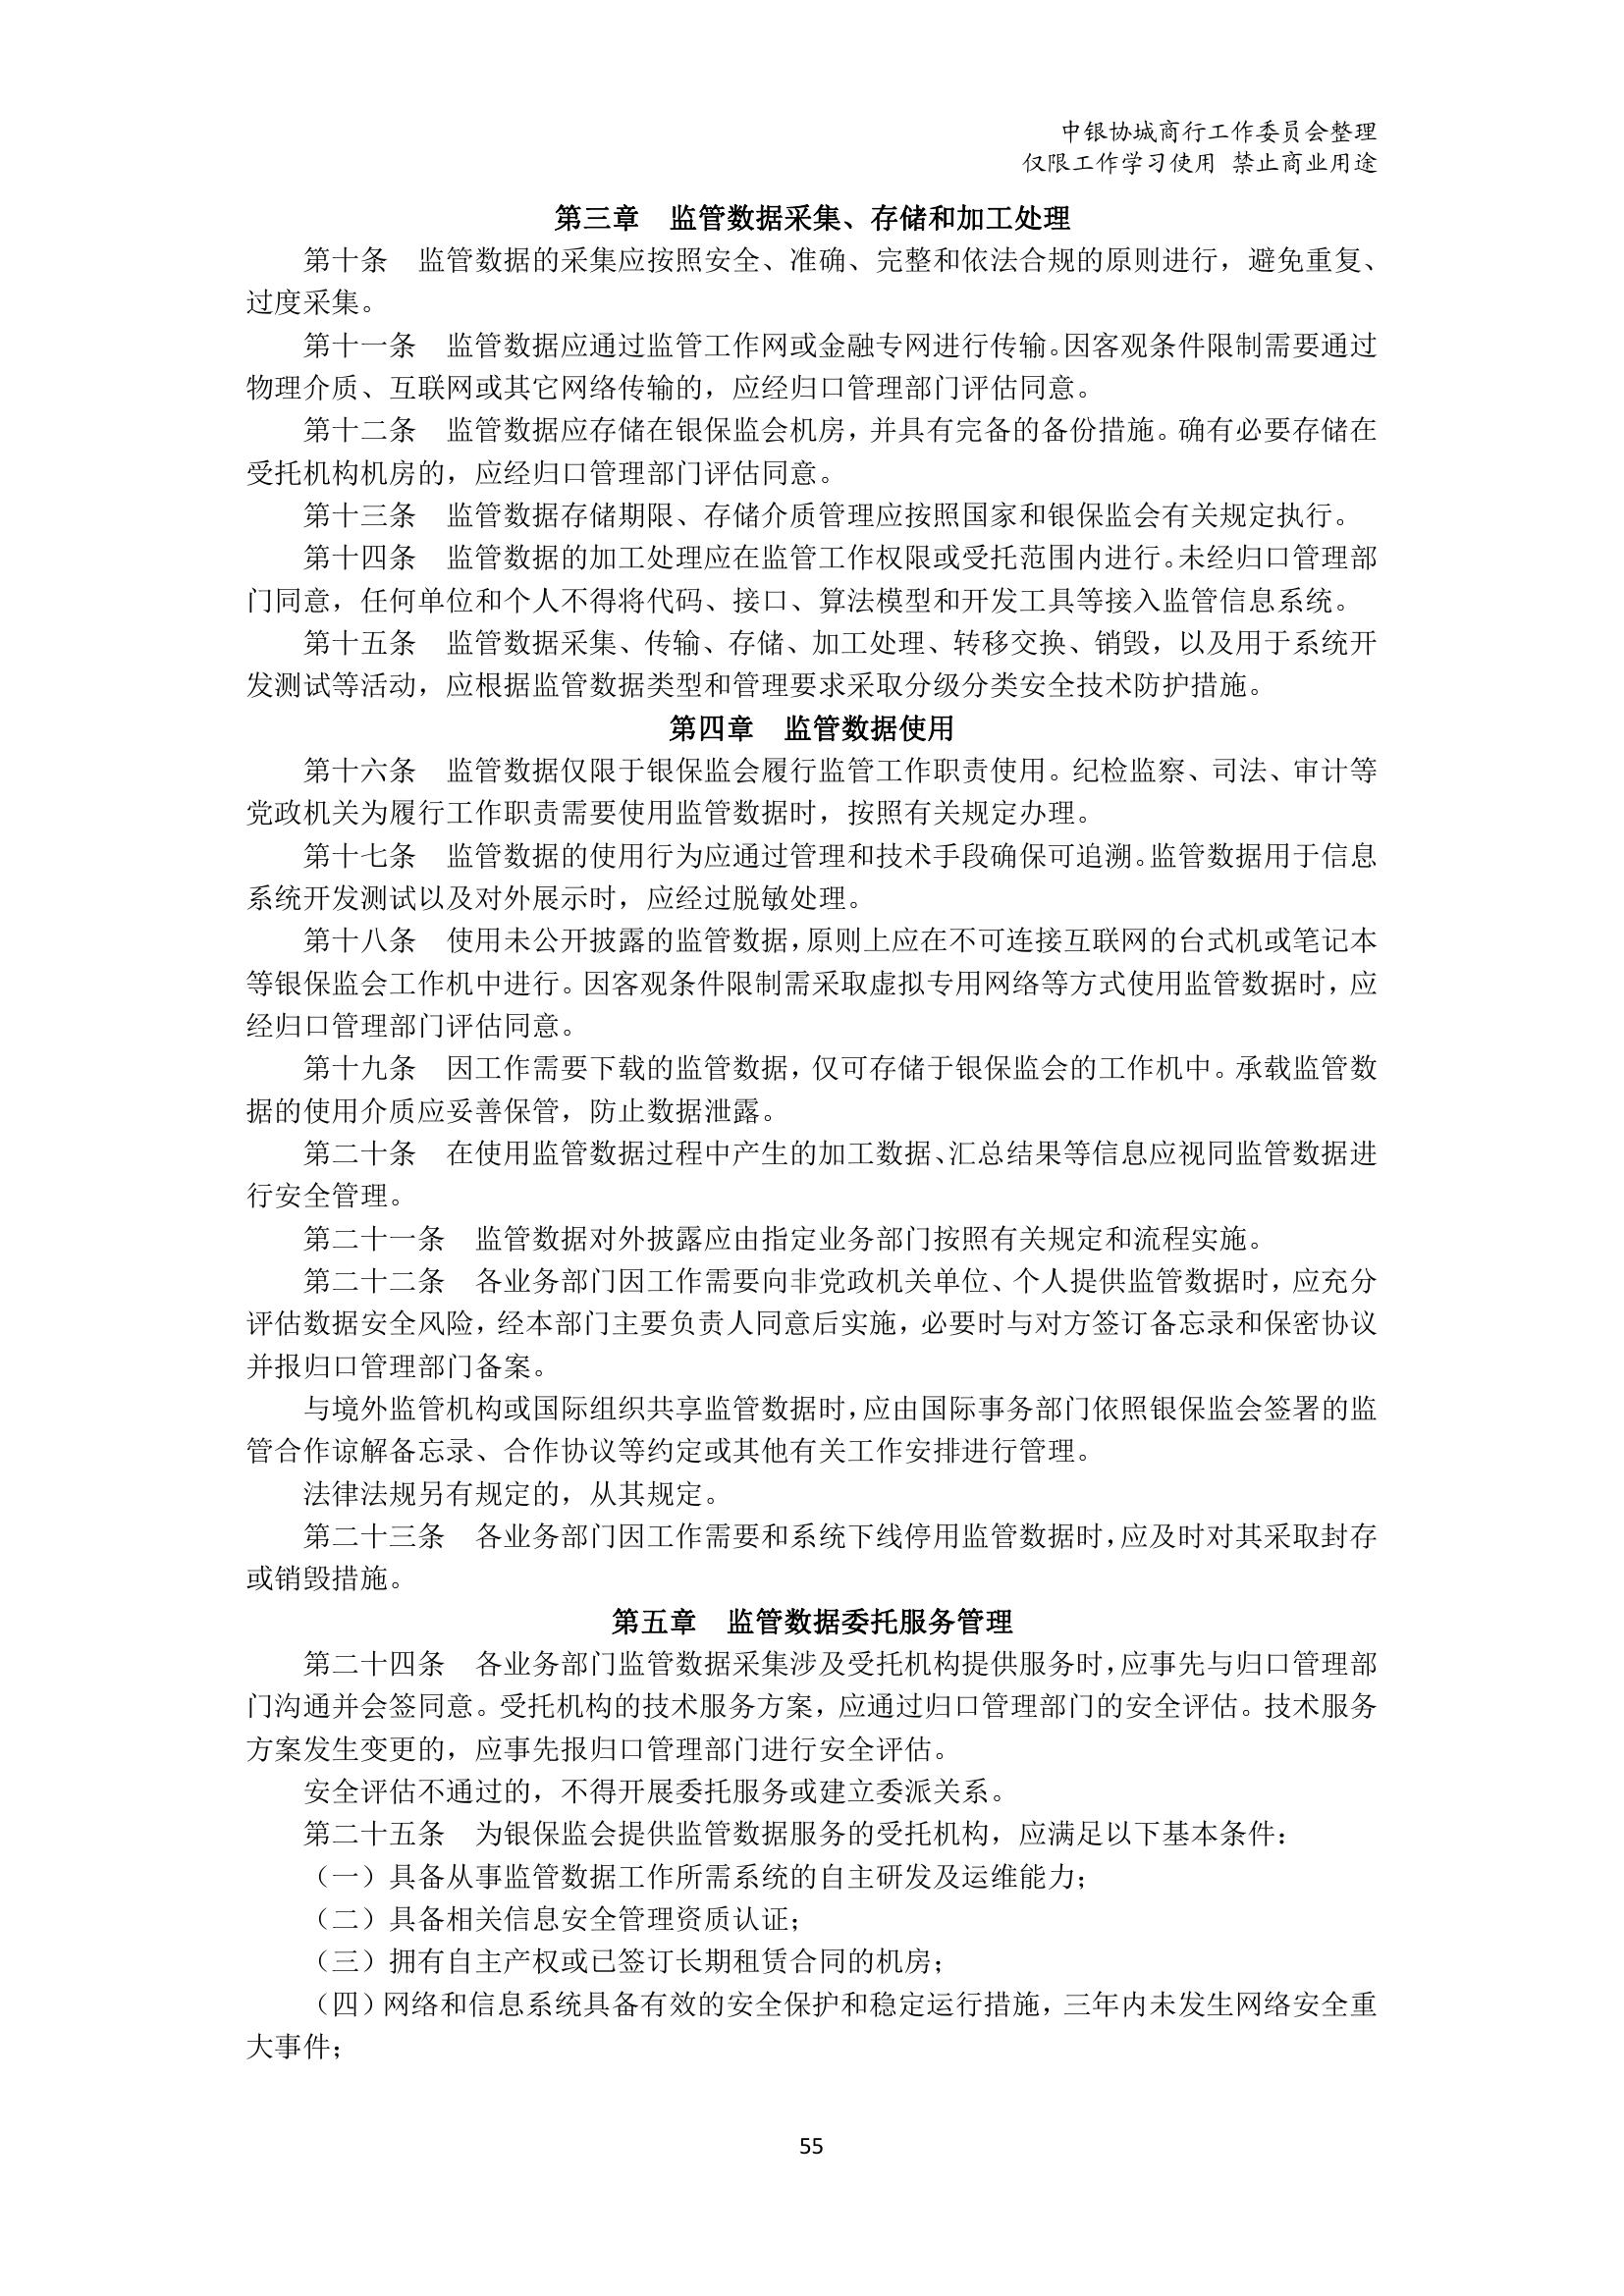 中银协城商行工作委员会整理
仅限工作学习使用 禁止商业用途
第三章　监管数据采集、存储和加工处理
第十条　监管数据的采集应按照安全、准确、完整和依法合规的原则进行，避免重复、
过度采集。
第十一条　监管数据应通过监管工作网或金融专网进行传输。因客观条件限制需要通过
物理介质、互联网或其它网络传输的，应经归口管理部门评估同意。
第十二条　监管数据应存储在银保监会机房，并具有完备的备份措施。确有必要存储在
受托机构机房的，应经归口管理部门评估同意。
第十三条　监管数据存储期限、存储介质管理应按照国家和银保监会有关规定执行。
第十四条　监管数据的加工处理应在监管工作权限或受托范围内进行。未经归口管理部
门同意，任何单位和个人不得将代码、接口、算法模型和开发工具等接入监管信息系统。
第十五条　监管数据采集、传输、存储、加工处理、转移交换、销毁，以及用于系统开
发测试等活动，应根据监管数据类型和管理要求采取分级分类安全技术防护措施。
第四章　监管数据使用
第十六条　监管数据仅限于银保监会履行监管工作职责使用。纪检监察、司法、审计等
党政机关为履行工作职责需要使用监管数据时，按照有关规定办理。
第十七条　监管数据的使用行为应通过管理和技术手段确保可追溯。监管数据用于信息
系统开发测试以及对外展示时，应经过脱敏处理。
第十八条　使用未公开披露的监管数据，原则上应在不可连接互联网的台式机或笔记本
等银保监会工作机中进行。因客观条件限制需采取虚拟专用网络等方式使用监管数据时，应
经归口管理部门评估同意。
第十九条　因工作需要下载的监管数据，仅可存储于银保监会的工作机中。承载监管数
据的使用介质应妥善保管，防止数据泄露。
第二十条　在使用监管数据过程中产生的加工数据、汇总结果等信息应视同监管数据进
行安全管理。
第二十一条　监管数据对外披露应由指定业务部门按照有关规定和流程实施。
第二十二条　各业务部门因工作需要向非党政机关单位、个人提供监管数据时，应充分
评估数据安全风险，经本部门主要负责人同意后实施，必要时与对方签订备忘录和保密协议
并报归口管理部门备案。
与境外监管机构或国际组织共享监管数据时，应由国际事务部门依照银保监会签署的监
管合作谅解备忘录、合作协议等约定或其他有关工作安排进行管理。
法律法规另有规定的，从其规定。
第二十三条　各业务部门因工作需要和系统下线停用监管数据时，应及时对其采取封存
或销毁措施。
第五章　监管数据委托服务管理
第二十四条　各业务部门监管数据采集涉及受托机构提供服务时，应事先与归口管理部
门沟通并会签同意。受托机构的技术服务方案，应通过归口管理部门的安全评估。技术服务
方案发生变更的，应事先报归口管理部门进行安全评估。
安全评估不通过的，不得开展委托服务或建立委派关系。
第二十五条　为银保监会提供监管数据服务的受托机构，应满足以下基本条件：
（一）具备从事监管数据工作所需系统的自主研发及运维能力；
（二）具备相关信息安全管理资质认证；
（三）拥有自主产权或已签订长期租赁合同的机房；
（四）网络和信息系统具备有效的安全保护和稳定运行措施，三年内未发生网络安全重
大事件；
55